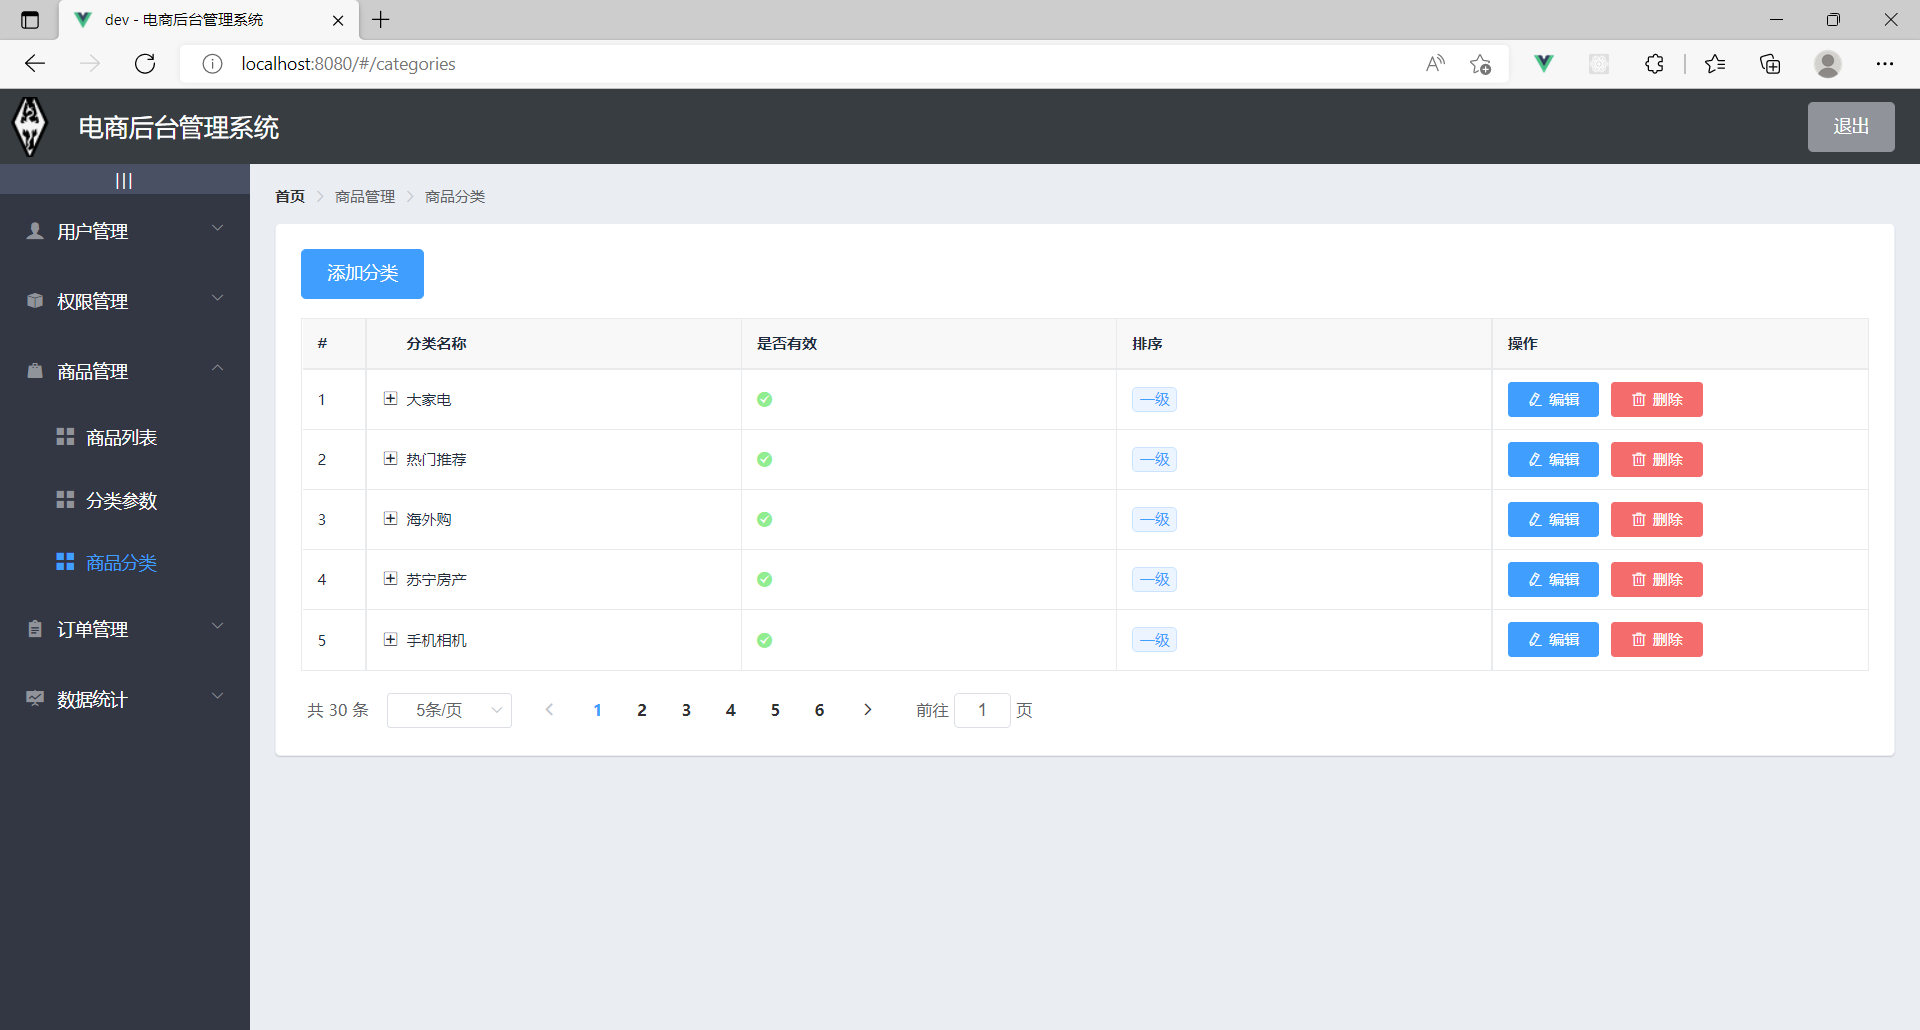 dev - 电商后台管理系统
localhost:8080/#/categories
电商后台管理系统
退出
|||
首页 商品管理 商品分类
用户管理
权限管理
商品管理
商品列表
分类参数
商品分类
订单管理
数据统计
添加分类
# 分类名称 是否有效 排序 操作
1 大家电 一级 编辑 删除
2 热门推荐 一级 编辑 删除
3 海外购 一级 编辑 删除
4 苏宁房产 一级 编辑 删除
5 手机相机 一级 编辑 删除
共 30 条 5条/页 1 2 3 4 5 6 前往 1 页